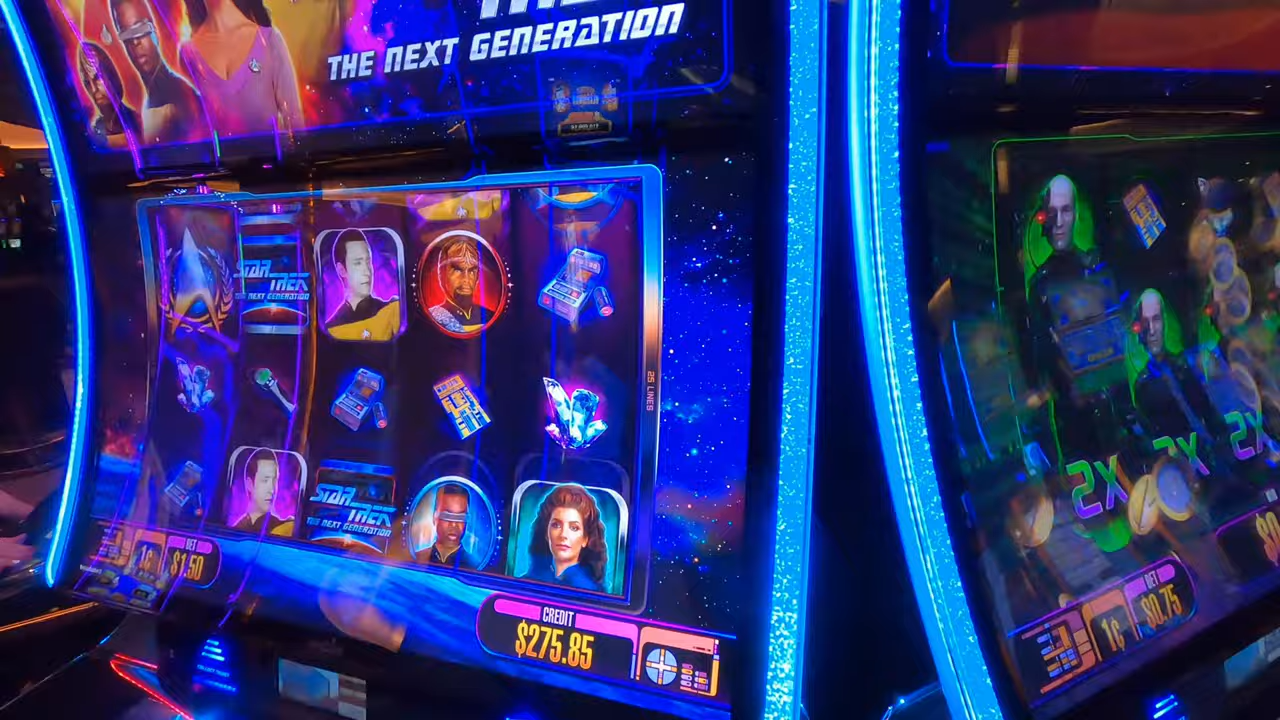 THE NEXT GENERATION
STAR TREK
THE NEXT GENERATION
25 LINES
STAR TREK
THE NEXT GENERATION
1¢
BET
$1.50
CREDIT
$275.85
2X
2X
2X
1¢
BET
$0.75